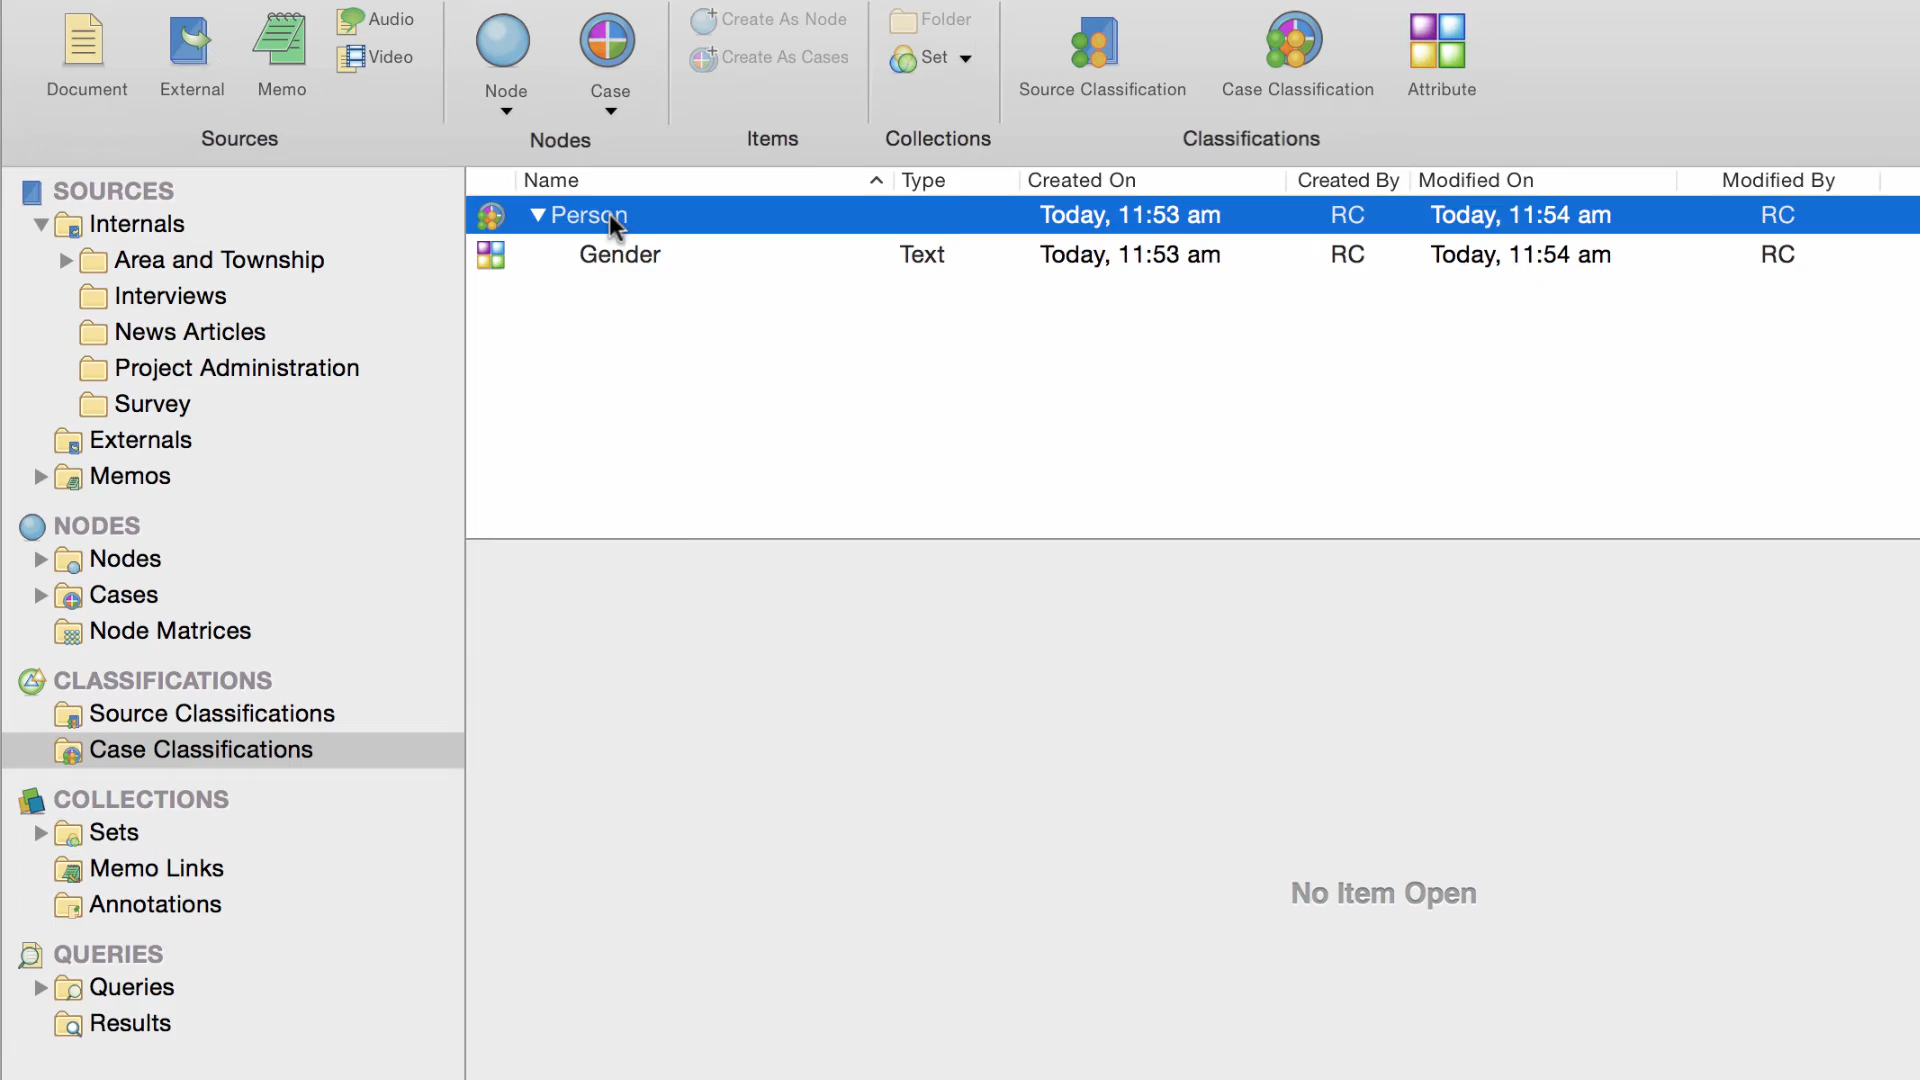 Document
External
Memo
Audio
Video
Sources
Node
Case
Nodes
Create As Node
Create As Cases
Items
Folder
Set
Collections
Source Classification
Case Classification
Attribute
Classifications
SOURCES
Internals
Area and Township
Interviews
News Articles
Project Administration
Survey
Externals
Memos
NODES
Nodes
Cases
Node Matrices
CLASSIFICATIONS
Source Classifications
Case Classifications
COLLECTIONS
Sets
Memo Links
Annotations
QUERIES
Queries
Results
Name Type Created On Created By Modified On Modified By
Person Today, 11:53 am RC Today, 11:54 am RC
Gender Text Today, 11:53 am RC Today, 11:54 am RC
No Item Open